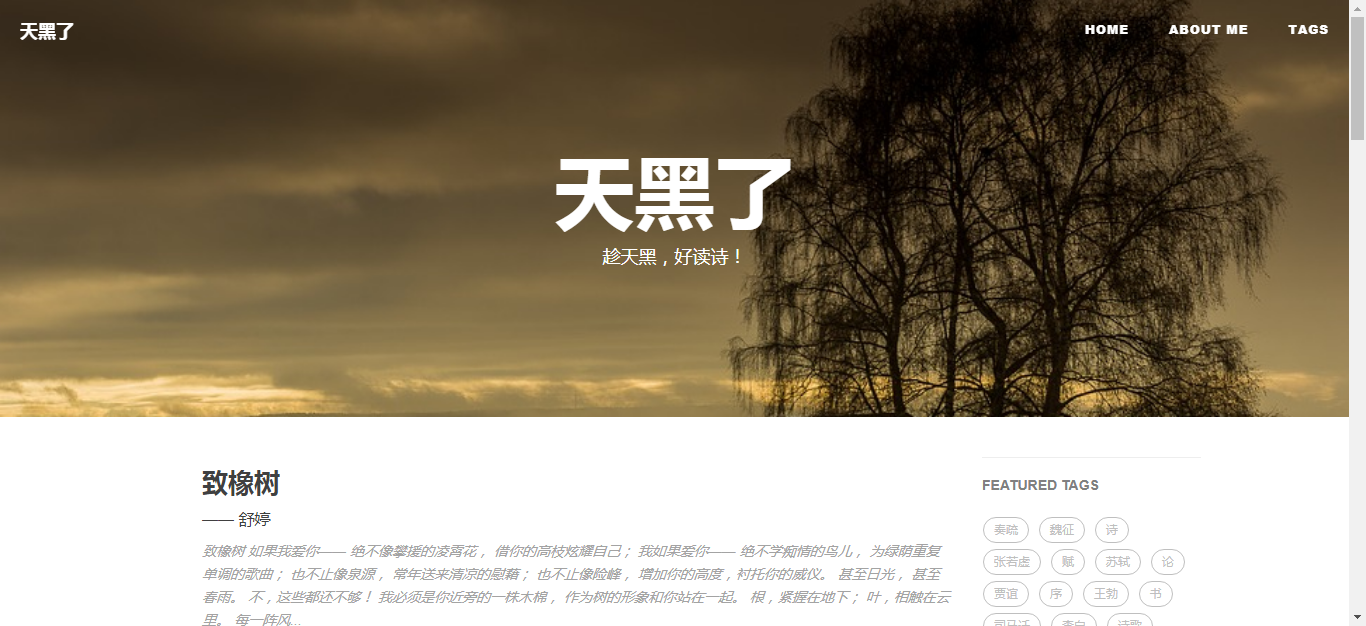 天黑了
HOME ABOUT ME TAGS
天黑了
趁天黑，好读诗！
致橡树
—— 舒婷
致橡树 如果我爱你—— 绝不像攀援的凌霄花， 借你的高枝炫耀自己； 我如果爱你—— 绝不学痴情的鸟儿， 为绿荫重复
单调的歌曲； 也不止像泉源， 常年送来清凉的慰藉； 也不止像险峰， 增加你的高度，衬托你的威仪。 甚至日光， 甚至
春雨。 不，这些都还不够！ 我必须是你近旁的一株木棉， 作为树的形象和你站在一起。 根，紧握在地下； 叶，相触在云
里。 每一阵风...
FEATURED TAGS
奏疏 魏征 诗
张若虚 赋 苏轼 论
贾谊 序 王勃 书
司马迁 李白 诗歌